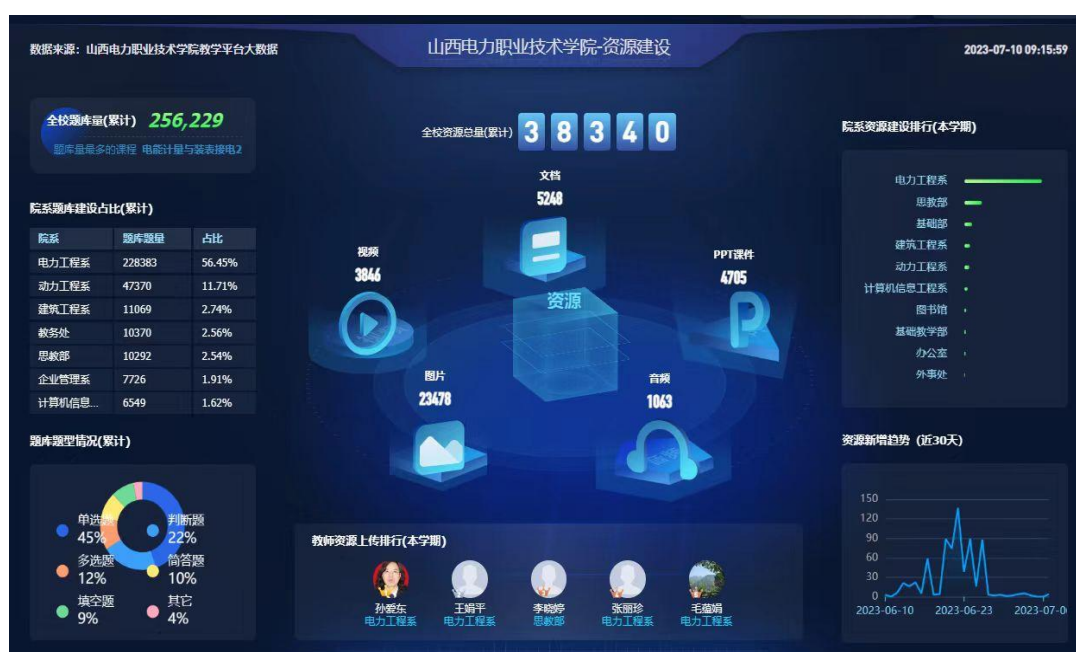 数据来源：山西电力职业技术学院教学平台大数据
山西电力职业技术学院-资源建设
2023-07-10 09:15:59
全校题库量(累计) 256,229
题库量最多的课程 电能计量与装表接电2
院系题库建设占比(累计)
院系 题库题量 占比
电力工程系 228383 56.45%
动力工程系 47370 11.71%
建筑工程系 11069 2.74%
教务处 10370 2.56%
思教部 10292 2.54%
企业管理系 7726 1.91%
计算机信息... 6549 1.62%
题库题型情况(累计)
单选题 45%
判断题 22%
多选题 12%
简答题 10%
填空题 9%
其它 4%
全校资源总量(累计) 38340
文档
5248
视频
3846
PPT课件
4705
资源
图片
23478
音频
1063
教师资源上传排行(本学期)
孙爱东 王娟平 李晓婷 张丽珍 毛蕴娟
电力工程系 电力工程系 思教部 电力工程系 电力工程系
院系资源建设排行(本学期)
电力工程系
思教部
基础部
建筑工程系
动力工程系
计算机信息工程系
图书馆
基础教学部
办公室
外事处
资源新增趋势（近30天）
150
120
90
60
30
0
2023-06-10 2023-06-23 2023-07-0